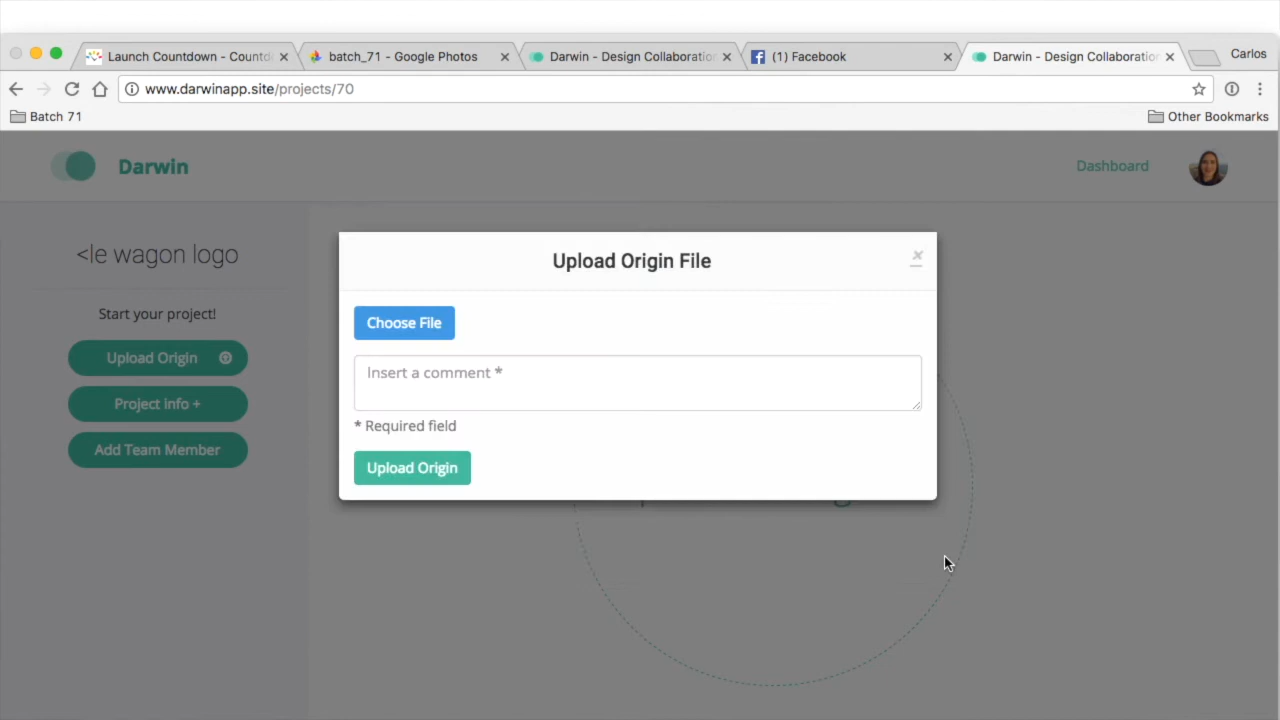 Launch Countdown - Countd
batch_71 - Google Photos
Darwin - Design Collaboration
(1) Facebook
Darwin - Design Collaboration
Carlos
www.darwinapp.site/projects/70
Batch 71
Other Bookmarks
Darwin
Dashboard
<le wagon logo
Start your project!
Upload Origin
Project info +
Add Team Member
Upload Origin File
Choose File
Insert a comment *
* Required field
Upload Origin